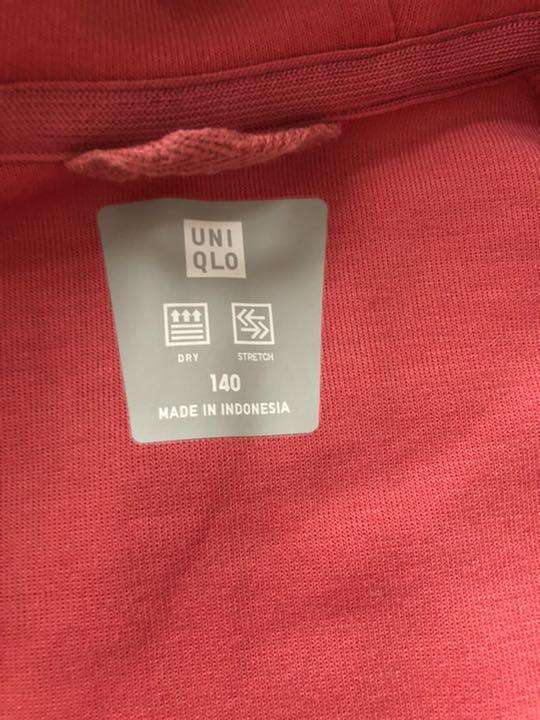 UNI
QLO
DRY STRETCH
140
MADE IN INDONESIA